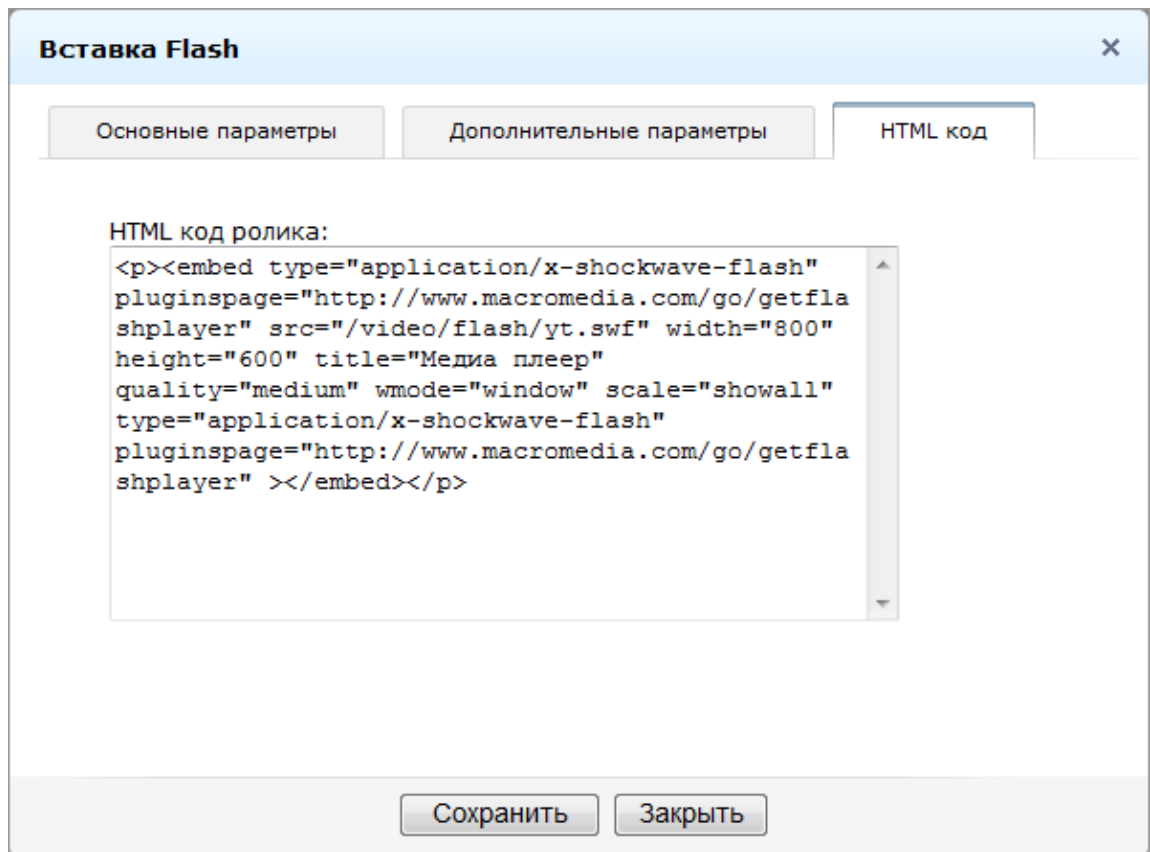 Вставка Flash
Основные параметры Дополнительные параметры HTML код
HTML код ролика:
<p><embed type="application/x-shockwave-flash"
pluginspage="http://www.macromedia.com/go/getfla
shplayer" src="/video/flash/yt.swf" width="800"
height="600" title="Медиа плеер"
quality="medium" wmode="window" scale="showall"
type="application/x-shockwave-flash"
pluginspage="http://www.macromedia.com/go/getfla
shplayer" ></embed></p>
Сохранить Закрыть